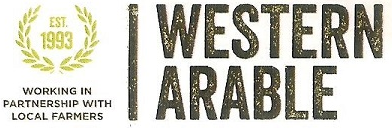 EST.
1993
WORKING IN
PARTNERSHIP WITH
LOCAL FARMERS
WESTERN
ARABLE